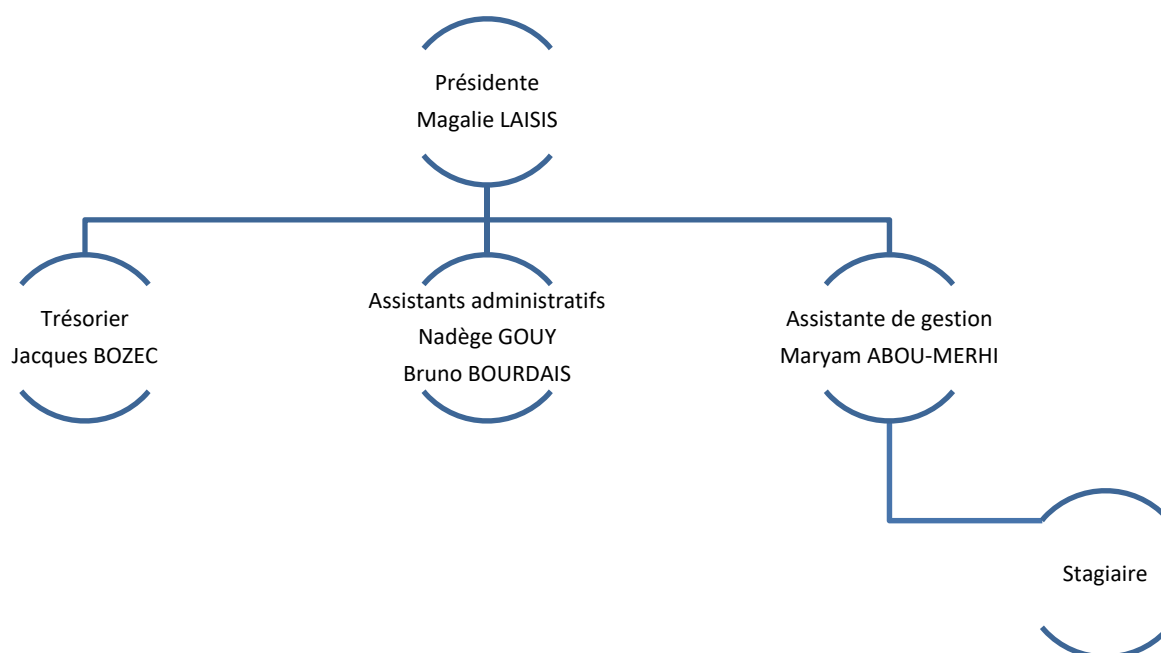 Présidente
Magalie LAISIS
Trésorier
Jacques BOZEC
Assistants administratifs
Nadège GOUY
Bruno BOURDAIS
Assistante de gestion
Maryam ABOU-MERHI
Stagiaire